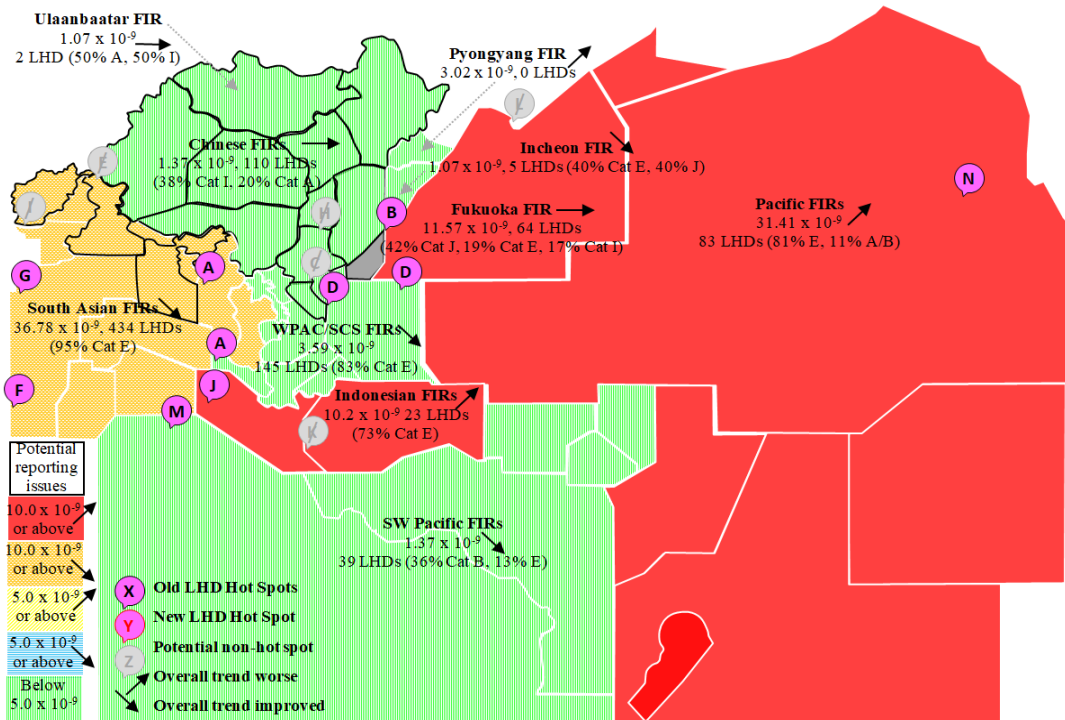 Ulaanbaatar FIR
1.07 x 10⁻⁹
2 LHD (50% A, 50% I)
Pyongyang FIR
3.02 x 10⁻⁹, 0 LHDs
L
Chinese FIRs
1.37 x 10⁻⁹, 110 LHDs
(38% Cat I, 20% Cat A)
Incheon FIR
1.07 x 10⁻⁹, 5 LHDs (40% Cat E, 40% J)
E
I
H
B
Fukuoka FIR
11.57 x 10⁻⁹, 64 LHDs
(42% Cat J, 19% Cat E, 17% Cat I)
N
Pacific FIRs
31.41 x 10⁻⁹
83 LHDs (81% E, 11% A/B)
G
A
C
D
D
South Asian FIRs
36.78 x 10⁻⁹, 434 LHDs
(95% Cat E)
A
WPAC/SCS FIRs
3.59 x 10⁻⁹
145 LHDs (83% Cat E)
F
J
M
Indonesian FIRs
10.2 x 10⁻⁹ 23 LHDs
(73% Cat E)
K
SW Pacific FIRs
1.37 x 10⁻⁹
39 LHDs (36% Cat B, 13% E)
Potential
reporting
issues
10.0 x 10⁻⁹
or above
10.0 x 10⁻⁹
or above
5.0 x 10⁻⁹
or above
5.0 x 10⁻⁹
or above
Below
5.0 x 10⁻⁹
X Old LHD Hot Spots
Y New LHD Hot Spot
Z Potential non-hot spot
Overall trend worse
Overall trend improved